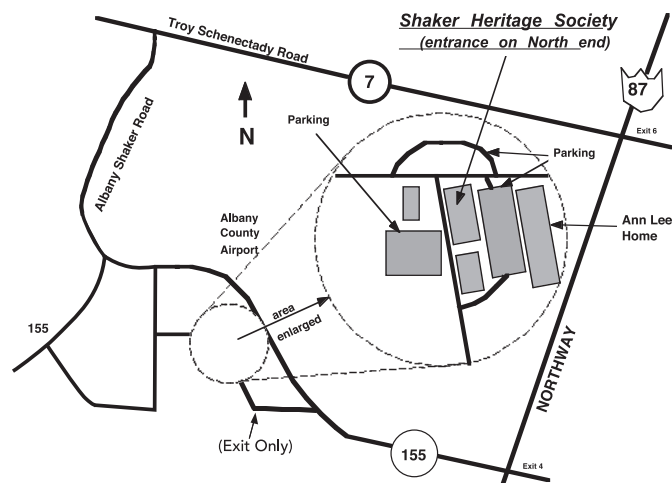 Shaker Heritage Society
(entrance on North end)
Troy Schenectady Road
7
87
Exit 6
N
Parking
Parking
Albany Shaker Road
Albany
County
Airport
Ann Lee
Home
area
enlarged
155
NORTHWAY
(Exit Only)
155
Exit 4